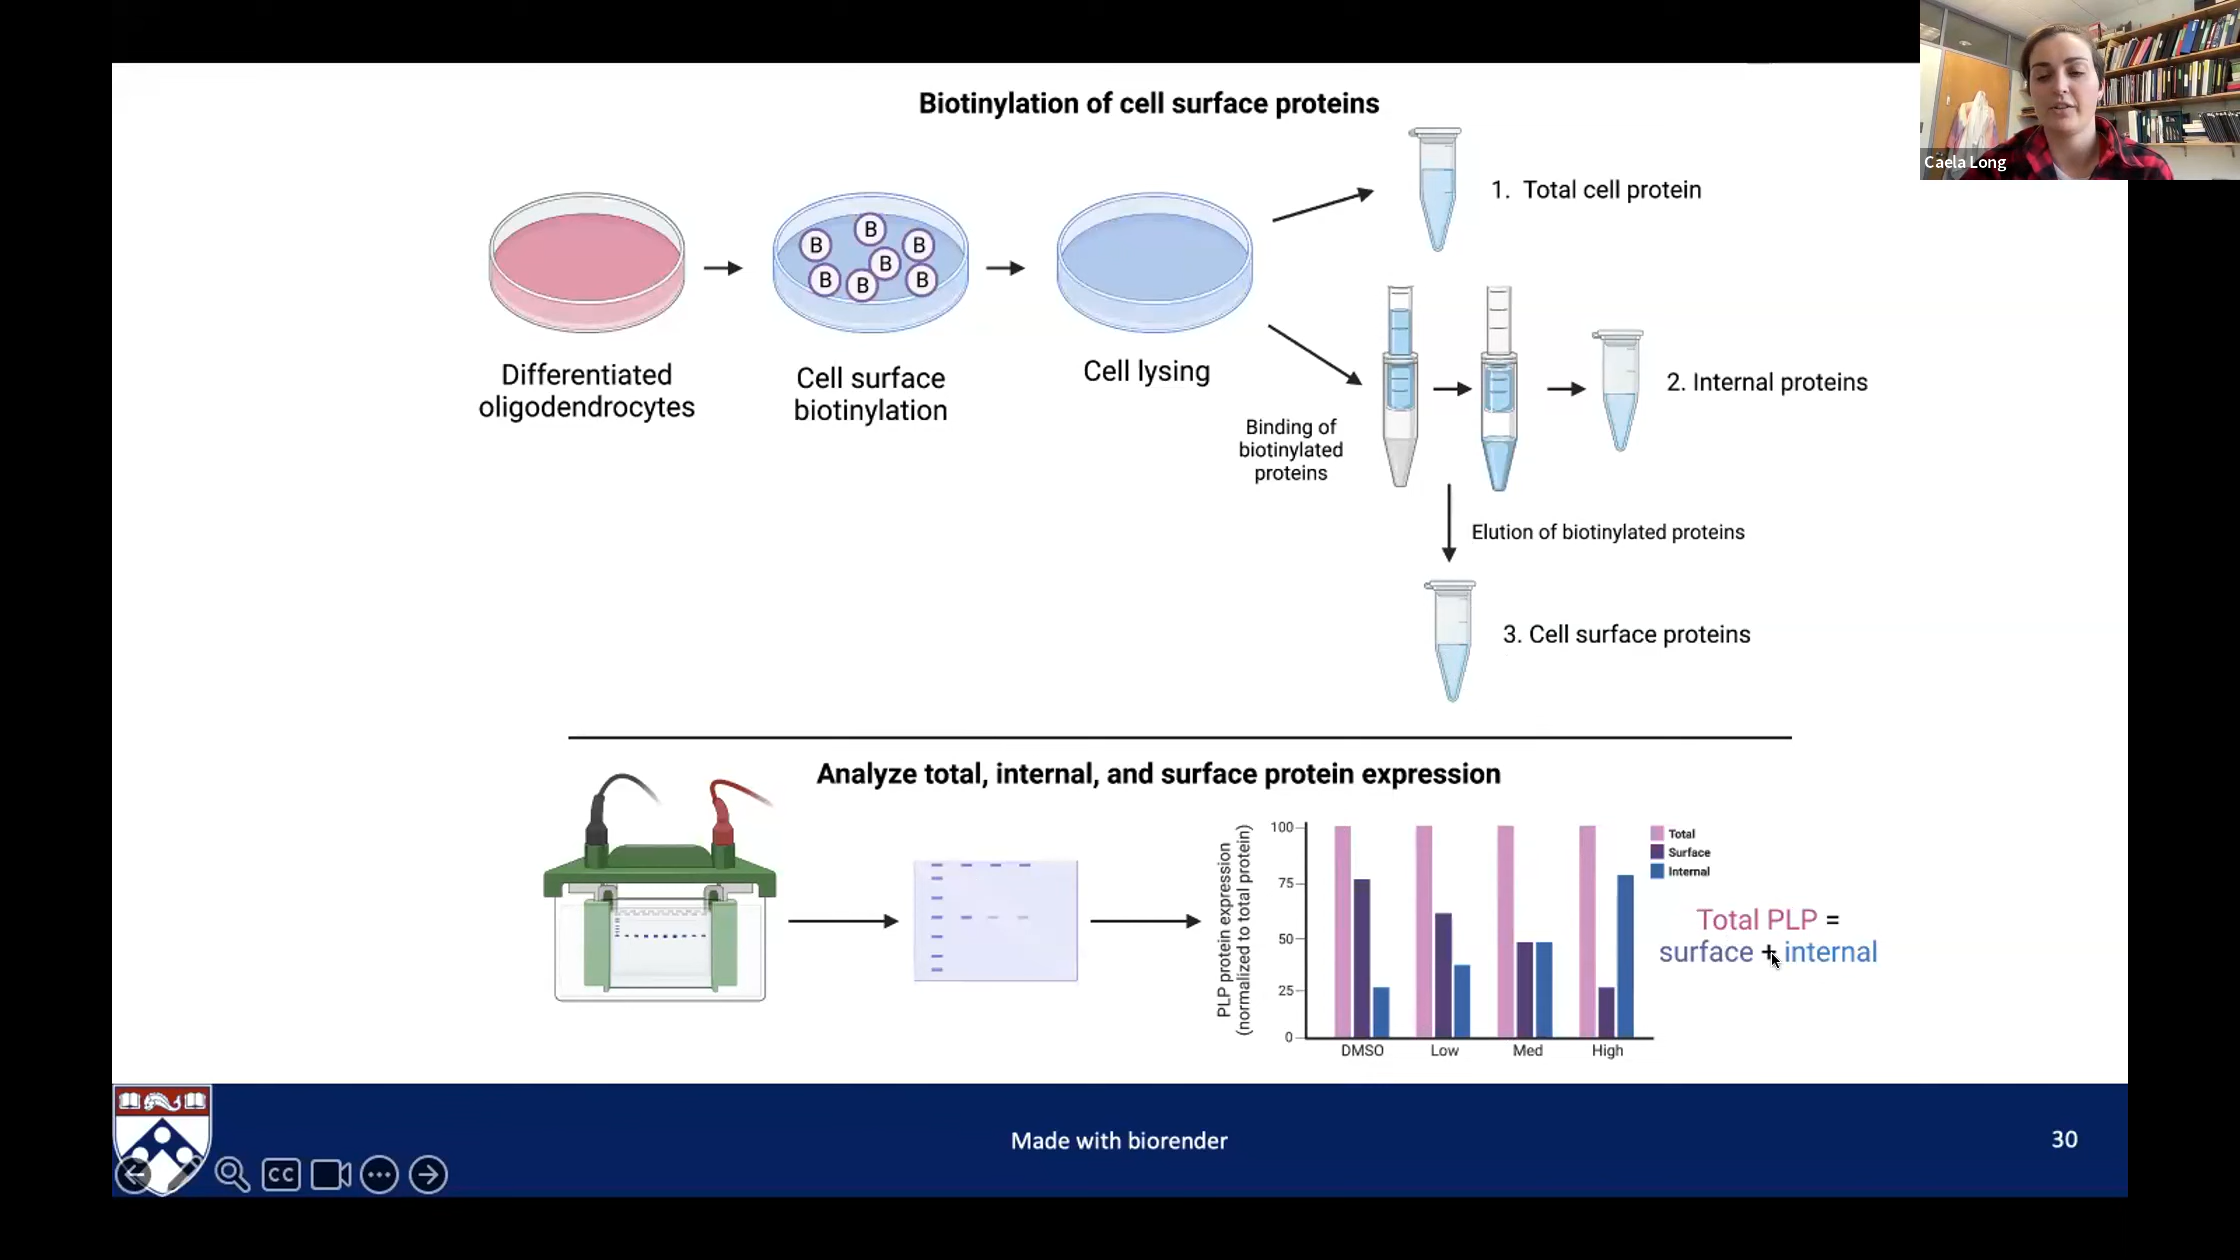 Biotinylation of cell surface proteins
Caela Long
1. Total cell protein
B
B
B
B
B
B
B
Differentiated
oligodendrocytes
Cell surface
biotinylation
Cell lysing
2. Internal proteins
Binding of
biotinylated
proteins
Elution of biotinylated proteins
3. Cell surface proteins
Analyze total, internal, and surface protein expression
PLP protein expression
(normalized to total protein)
100
75
50
25
0
DMSO
Low
Med
High
Total
Surface
Internal
Total PLP =
surface + internal
Made with biorender
30
CC